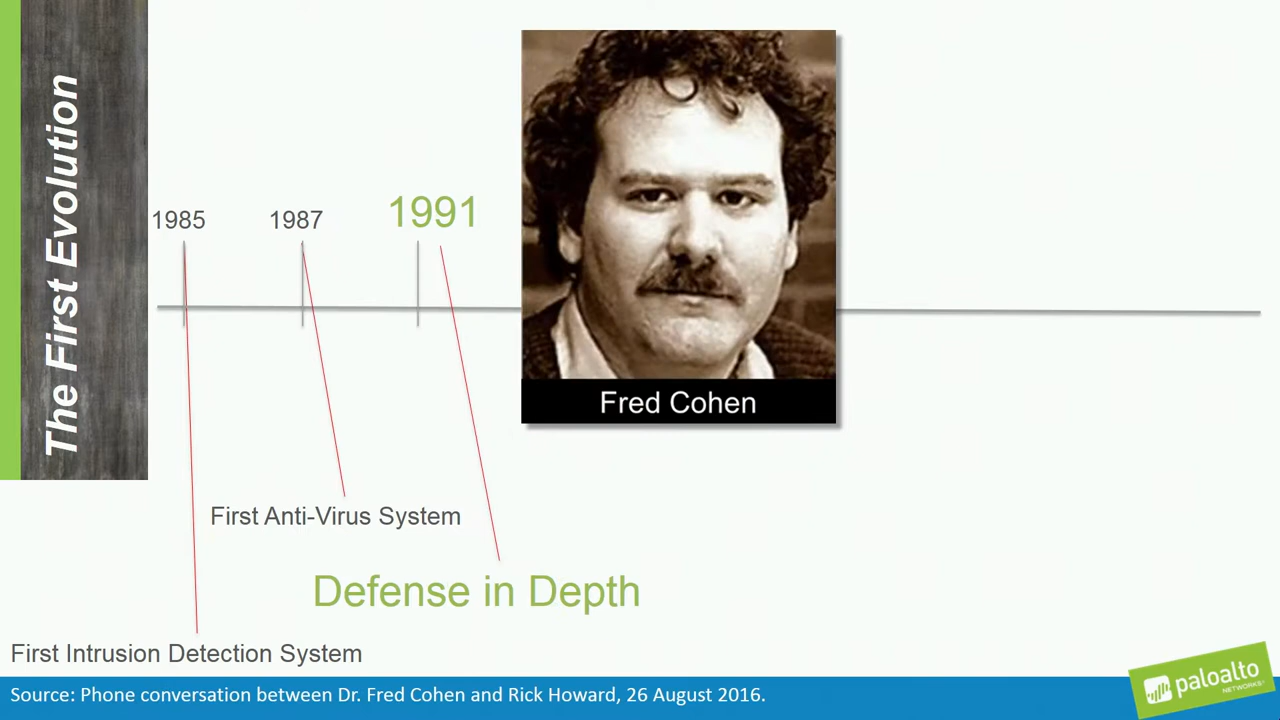 The First Evolution
1985
1987
1991
Fred Cohen
First Anti-Virus System
Defense in Depth
First Intrusion Detection System
Source: Phone conversation between Dr. Fred Cohen and Rick Howard, 26 August 2016.
paloalto
NETWORKS